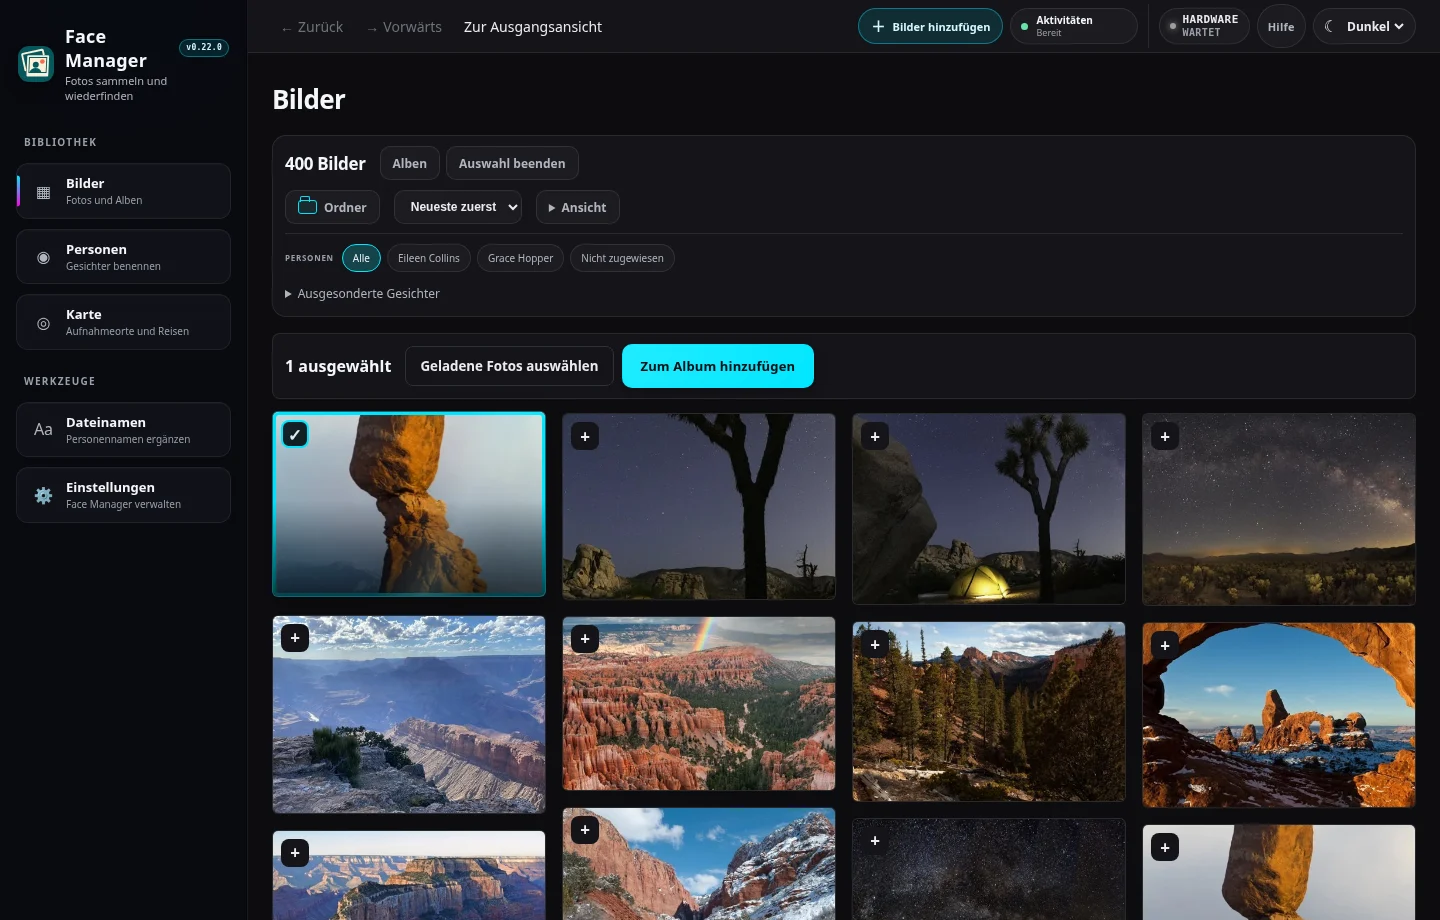 Face Manager
v0.22.0
Fotos sammeln und wiederfinden
BIBLIOTHEK
Bilder
Fotos und Alben
Personen
Gesichter benennen
Karte
Aufnahmeorte und Reisen
WERKZEUGE
Aa
Dateinamen
Personennamen ergänzen
Einstellungen
Face Manager verwalten
← Zurück
→ Vorwärts
Zur Ausgangsansicht
+ Bilder hinzufügen
Aktivitäten
Bereit
HARDWARE
WARTET
Hilfe
Dunkel
Bilder
400 Bilder
Alben
Auswahl beenden
Ordner
Neueste zuerst
Ansicht
PERSONEN
Alle
Eileen Collins
Grace Hopper
Nicht zugewiesen
Ausgesonderte Gesichter
1 ausgewählt
Geladene Fotos auswählen
Zum Album hinzufügen